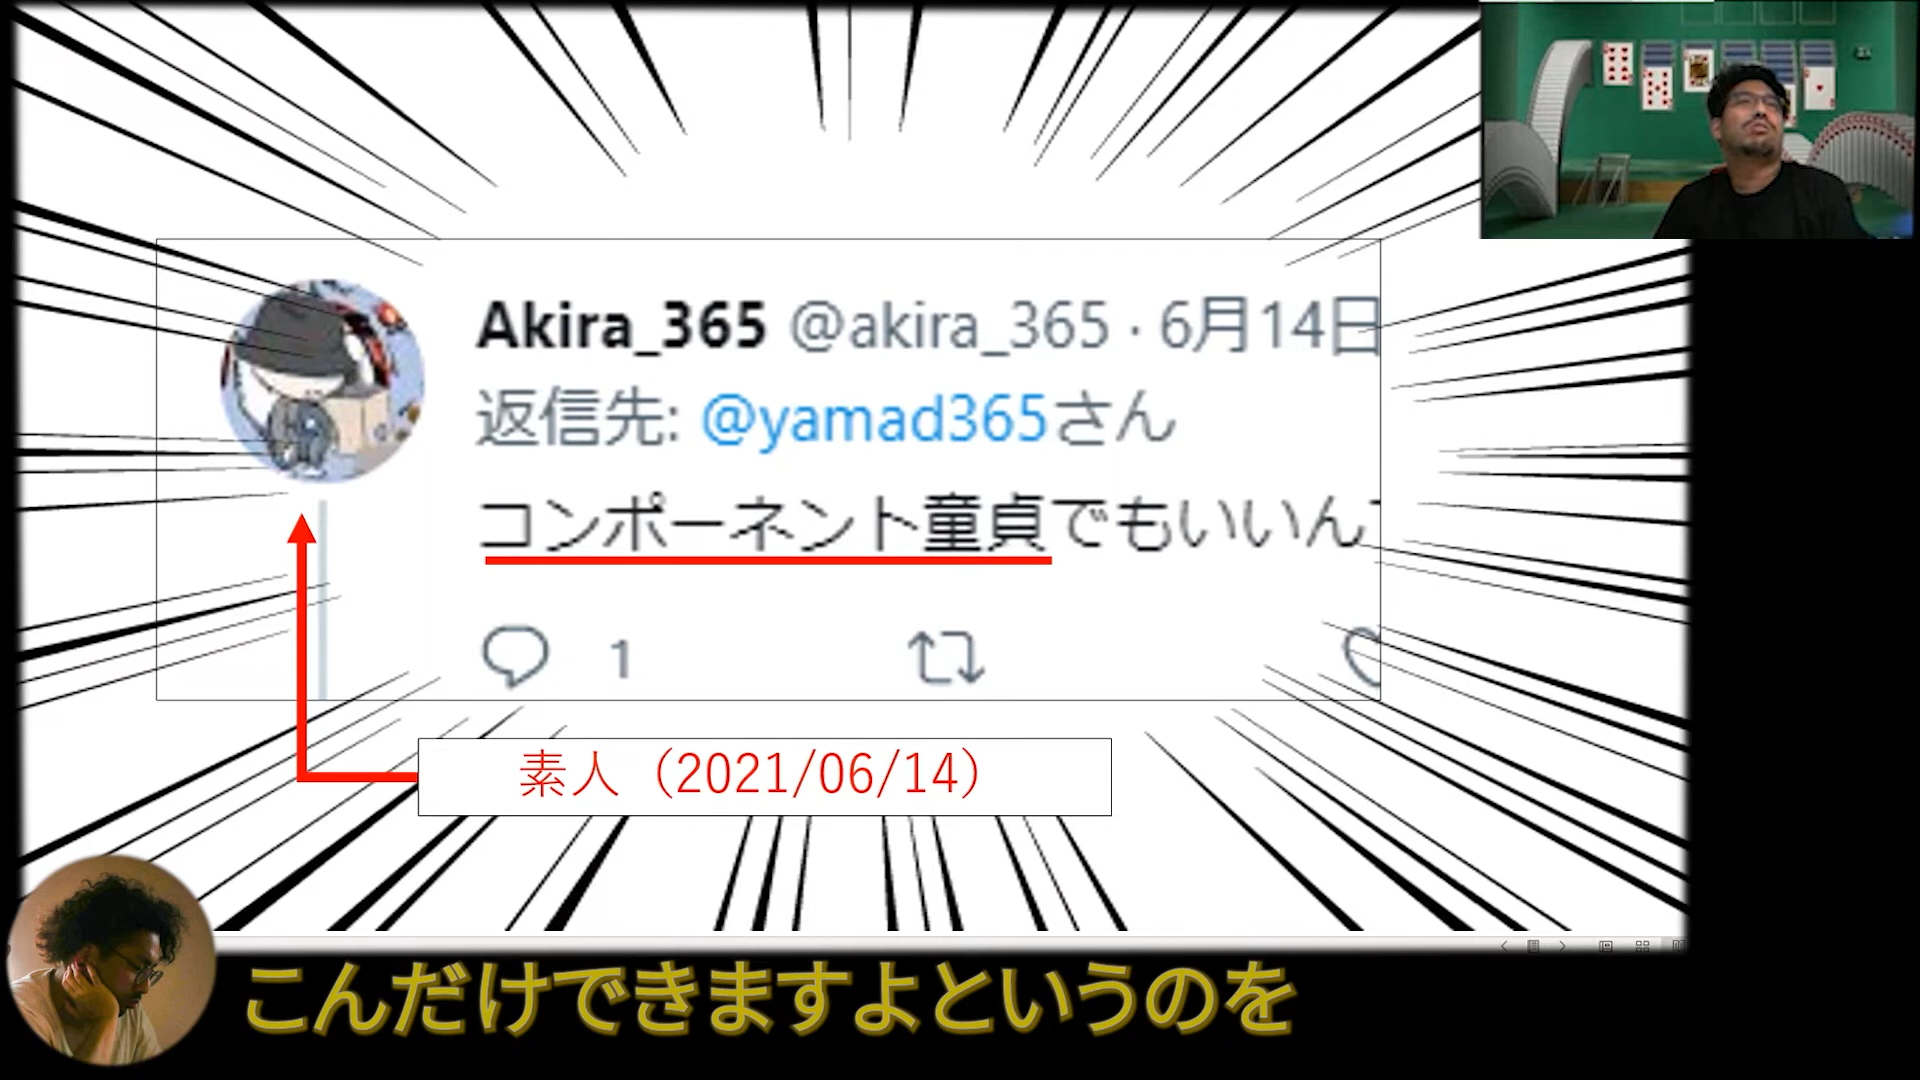 Akira_365 @akira_365 · 6月14日
返信先: @yamad365さん
コンポーネント童貞でもいいん
1
素人（2021/06/14）
こんだけできますよというのを